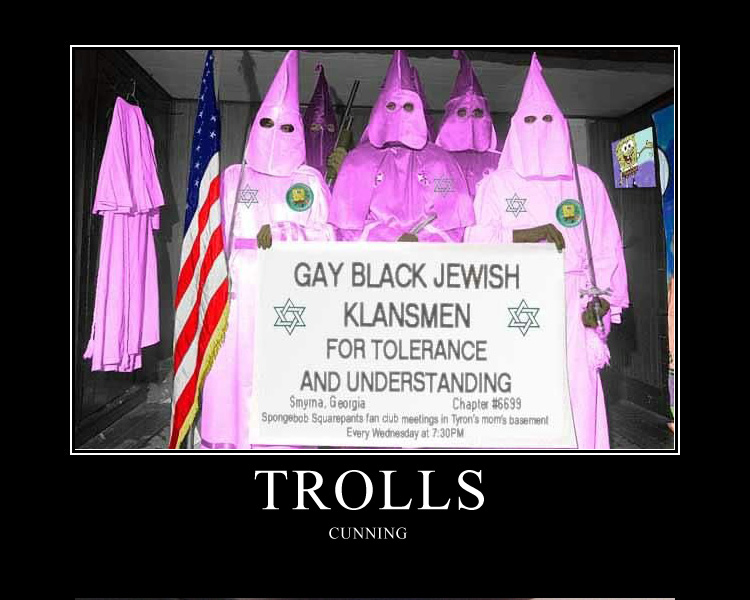 GAY BLACK JEWISH
KLANSMEN
FOR TOLERANCE
AND UNDERSTANDING
Smyrna, Georgia Chapter #6699
Spongebob Squarepants fan club meetings in Tyron's mom's basement
Every Wednesday at 7:30PM
TROLLS
CUNNING